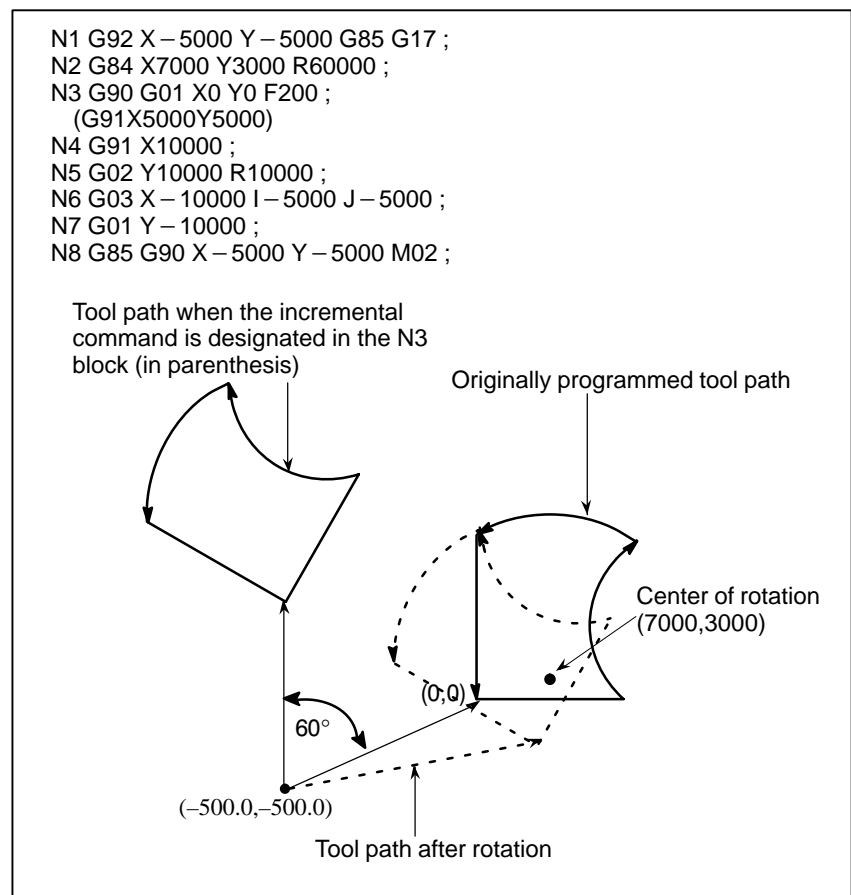 N1 G92 X – 5000 Y – 5000 G85 G17 ;
N2 G84 X7000 Y3000 R60000 ;
N3 G90 G01 X0 Y0 F200 ;
(G91X5000Y5000)
N4 G91 X10000 ;
N5 G02 Y10000 R10000 ;
N6 G03 X – 10000 I – 5000 J – 5000 ;
N7 G01 Y – 10000 ;
N8 G85 G90 X – 5000 Y – 5000 M02 ;
Tool path when the incremental
command is designated in the N3
block (in parenthesis)
Originally programmed tool path
Center of rotation
(7000,3000)
(0,0)
60°
(–500.0,–500.0)
Tool path after rotation